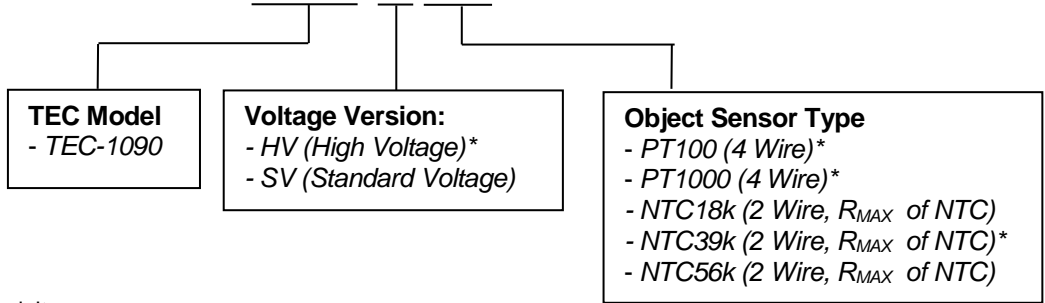 TEC Model
- TEC-1090
Voltage Version:
- HV (High Voltage)*
- SV (Standard Voltage)
Object Sensor Type
- PT100 (4 Wire)*
- PT1000 (4 Wire)*
- NTC18k (2 Wire, RMAX of NTC)
- NTC39k (2 Wire, RMAX of NTC)*
- NTC56k (2 Wire, RMAX of NTC)